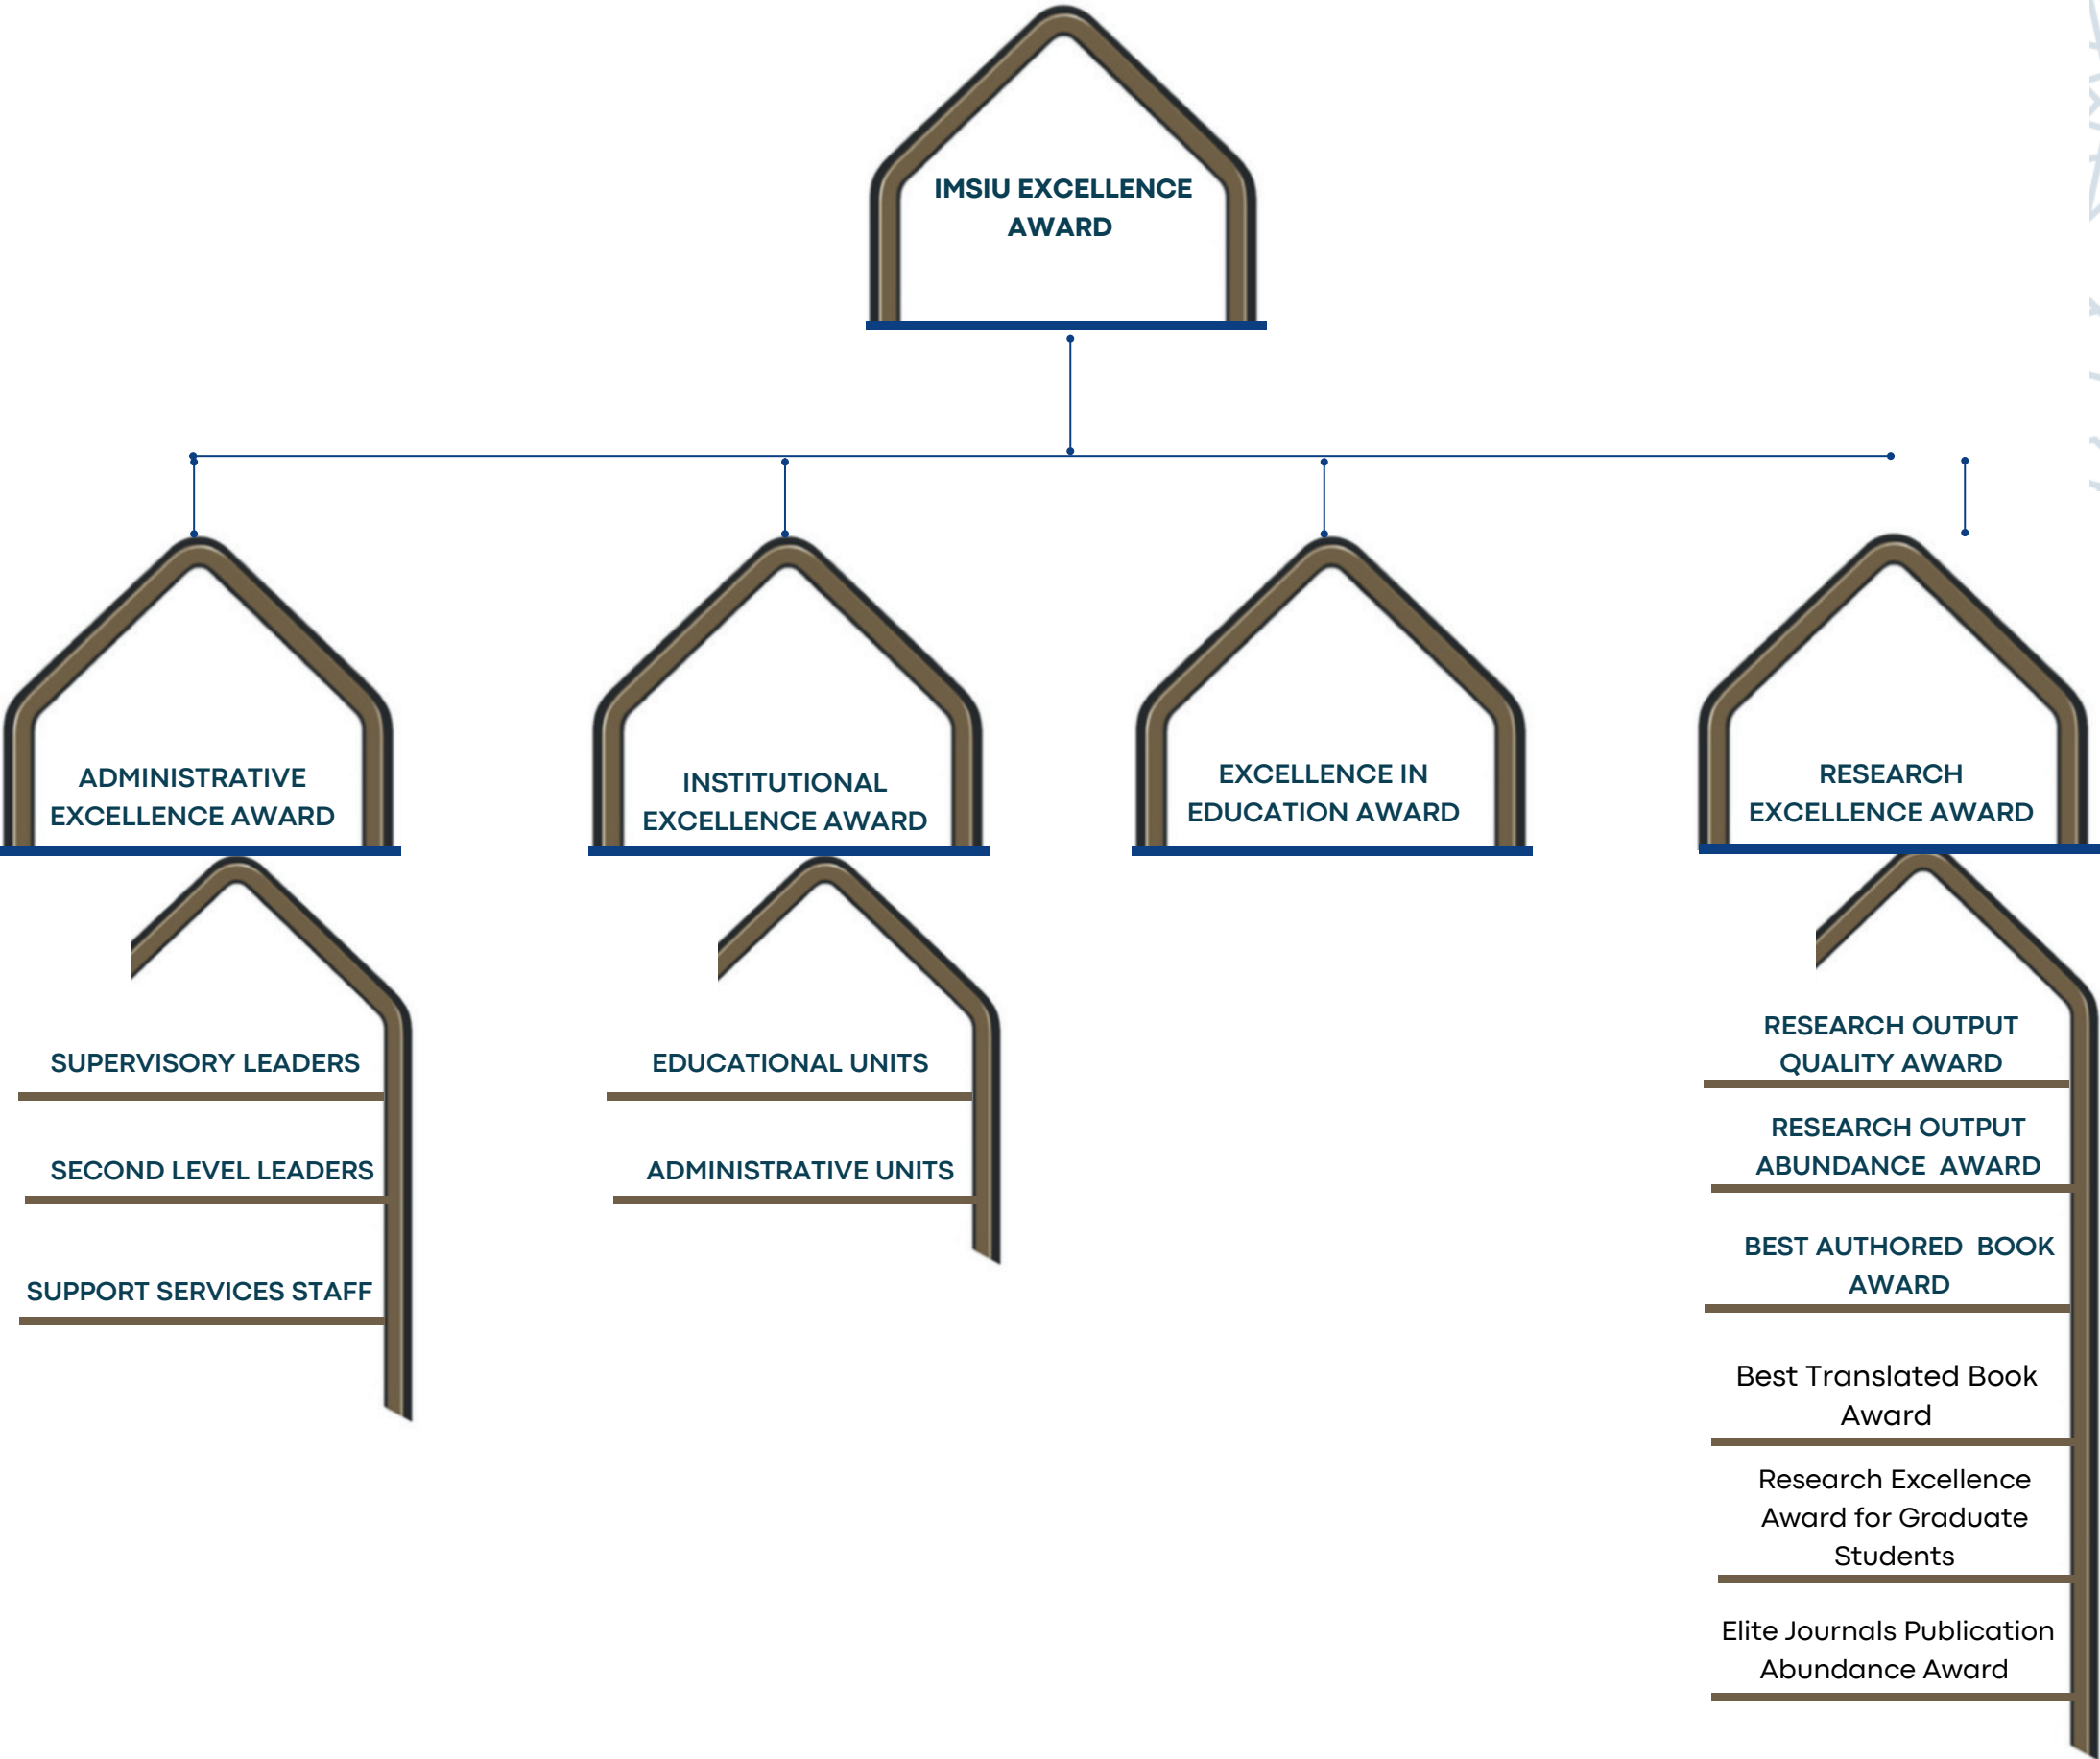 IMSIU EXCELLENCE
AWARD
ADMINISTRATIVE
EXCELLENCE AWARD
INSTITUTIONAL
EXCELLENCE AWARD
EXCELLENCE IN
EDUCATION AWARD
RESEARCH
EXCELLENCE AWARD
SUPERVISORY LEADERS
SECOND LEVEL LEADERS
SUPPORT SERVICES STAFF
EDUCATIONAL UNITS
ADMINISTRATIVE UNITS
RESEARCH OUTPUT
QUALITY AWARD
RESEARCH OUTPUT
ABUNDANCE  AWARD
BEST AUTHORED  BOOK
AWARD
Best Translated Book
Award
Research Excellence
Award for Graduate
Students
Elite Journals Publication
Abundance Award